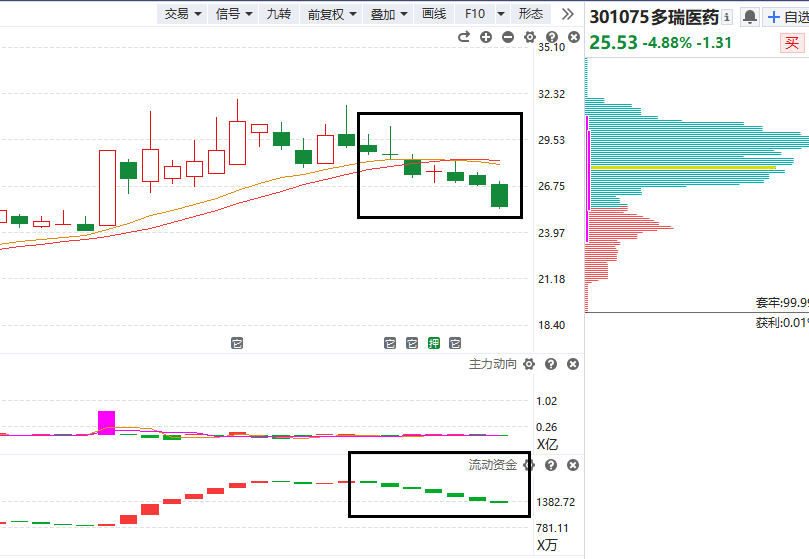 交易 信号 九转 前复权 叠加 画线 F10 形态
301075 多瑞医药 自选
25.53 -4.88% -1.31 买
35.10
32.32
29.53
26.75
23.97
21.18
18.40
套牢:99.99
获利:0.01%
押
主力动向
1.02
0.26
X亿
流动资金
1382.72
781.11
X万